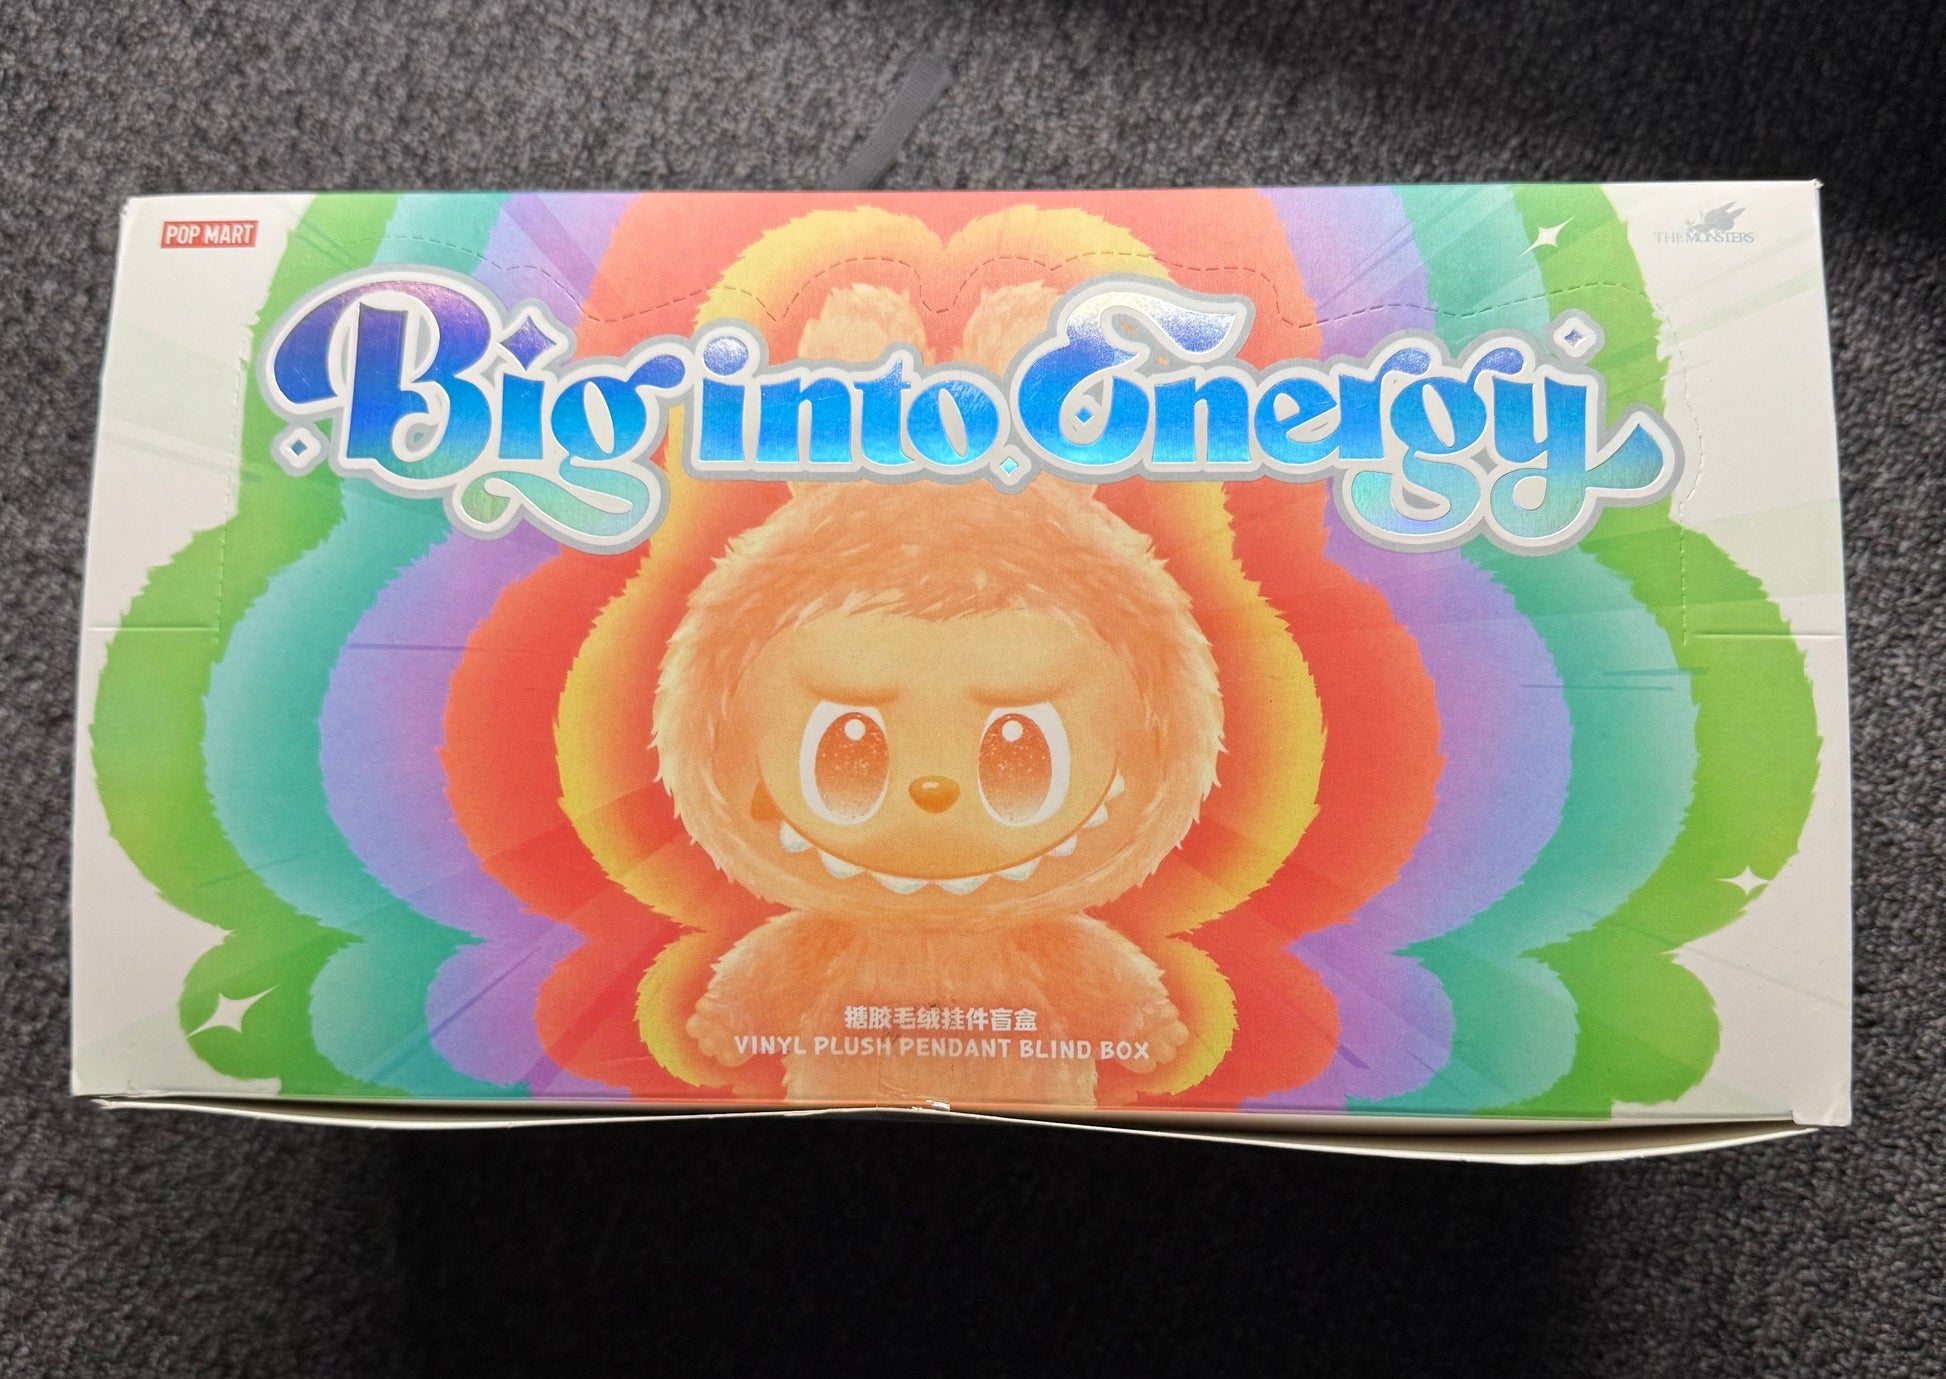 POP MART
THE MONSTERS
Big into Energy
搪胶毛绒挂件盲盒
VINYL PLUSH PENDANT BLIND BOX